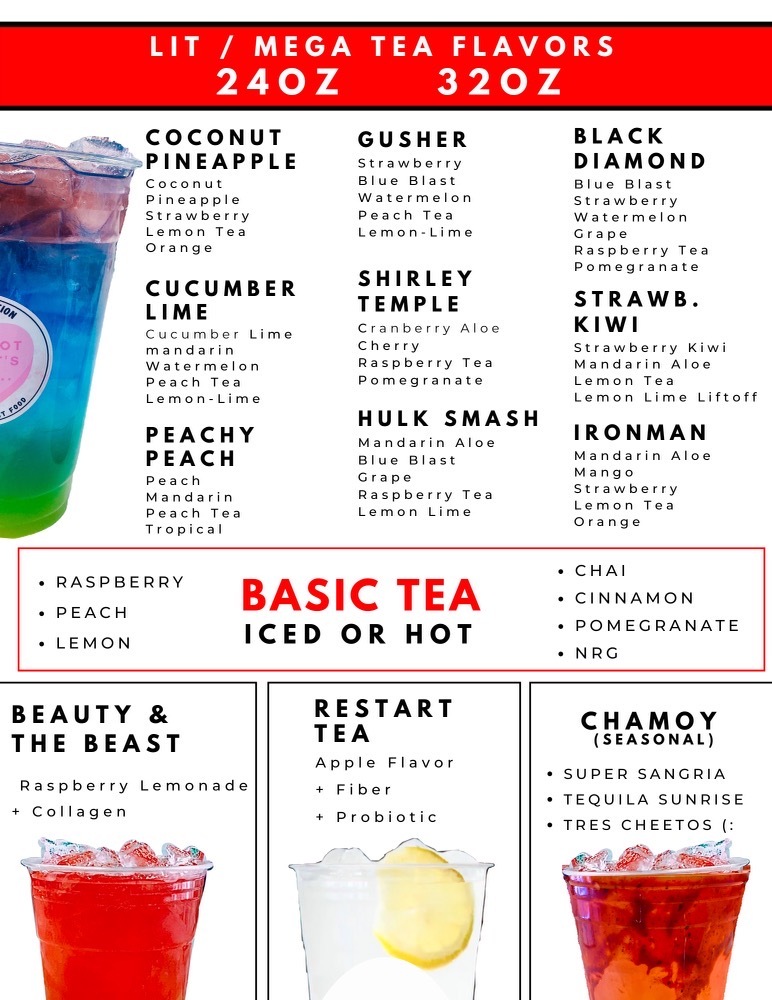 LIT / MEGA TEA FLAVORS
24OZ 32OZ
COCONUT
PINEAPPLE
Coconut
Pineapple
Strawberry
Lemon Tea
Orange
CUCUMBER
LIME
Cucumber Lime
mandarin
Watermelon
Peach Tea
Lemon-Lime
PEACHY
PEACH
Peach
Mandarin
Peach Tea
Tropical
GUSHER
Strawberry
Blue Blast
Watermelon
Peach Tea
Lemon-Lime
SHIRLEY
TEMPLE
Cranberry Aloe
Cherry
Raspberry Tea
Pomegranate
HULK SMASH
Mandarin Aloe
Blue Blast
Grape
Raspberry Tea
Lemon Lime
BLACK
DIAMOND
Blue Blast
Strawberry
Watermelon
Grape
Raspberry Tea
Pomegranate
STRAWB.
KIWI
Strawberry Kiwi
Mandarin Aloe
Lemon Tea
Lemon Lime Liftoff
IRONMAN
Mandarin Aloe
Mango
Strawberry
Lemon Tea
Orange
• RASPBERRY
• PEACH
• LEMON
BASIC TEA
ICED OR HOT
• CHAI
• CINNAMON
• POMEGRANATE
• NRG
BEAUTY &
THE BEAST
Raspberry Lemonade
+ Collagen
RESTART
TEA
Apple Flavor
+ Fiber
+ Probiotic
CHAMOY
(SEASONAL)
• SUPER SANGRIA
• TEQUILA SUNRISE
• TRES CHEETOS (: